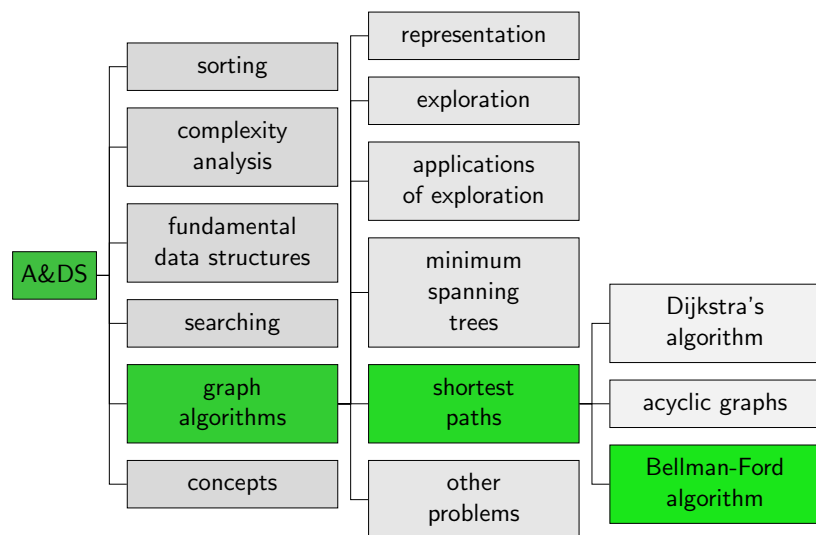 A&DS
sorting
complexity
analysis
fundamental
data structures
searching
graph
algorithms
concepts
representation
exploration
applications
of exploration
minimum
spanning
trees
shortest
paths
other
problems
Dijkstra's
algorithm
acyclic graphs
Bellman-Ford
algorithm